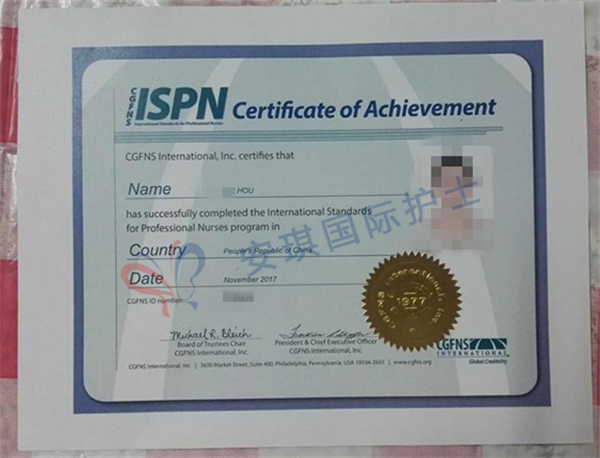 CGFNS
ISPN Certificate of Achievement
International Standards for Professional Nurses
CGFNS International, Inc. certifies that
Name HOU
has successfully completed the International Standards
for Professional Nurses program in
Country People's Republic of China
Date November 2017
CGFNS ID number:
安琪国际护士
CGFNS International, Inc.
1977
Michael R. Bleich
Board of Trustees Chair
CGFNS International, Inc.
President & Chief Executive Officer
CGFNS International, Inc.
CGFNS
INTERNATIONAL
Global Credibility
CGFNS International, Inc. | 3600 Market Street, Suite 400, Philadelphia, Pennsylvania, USA 19104-2651 | www.cgfns.org